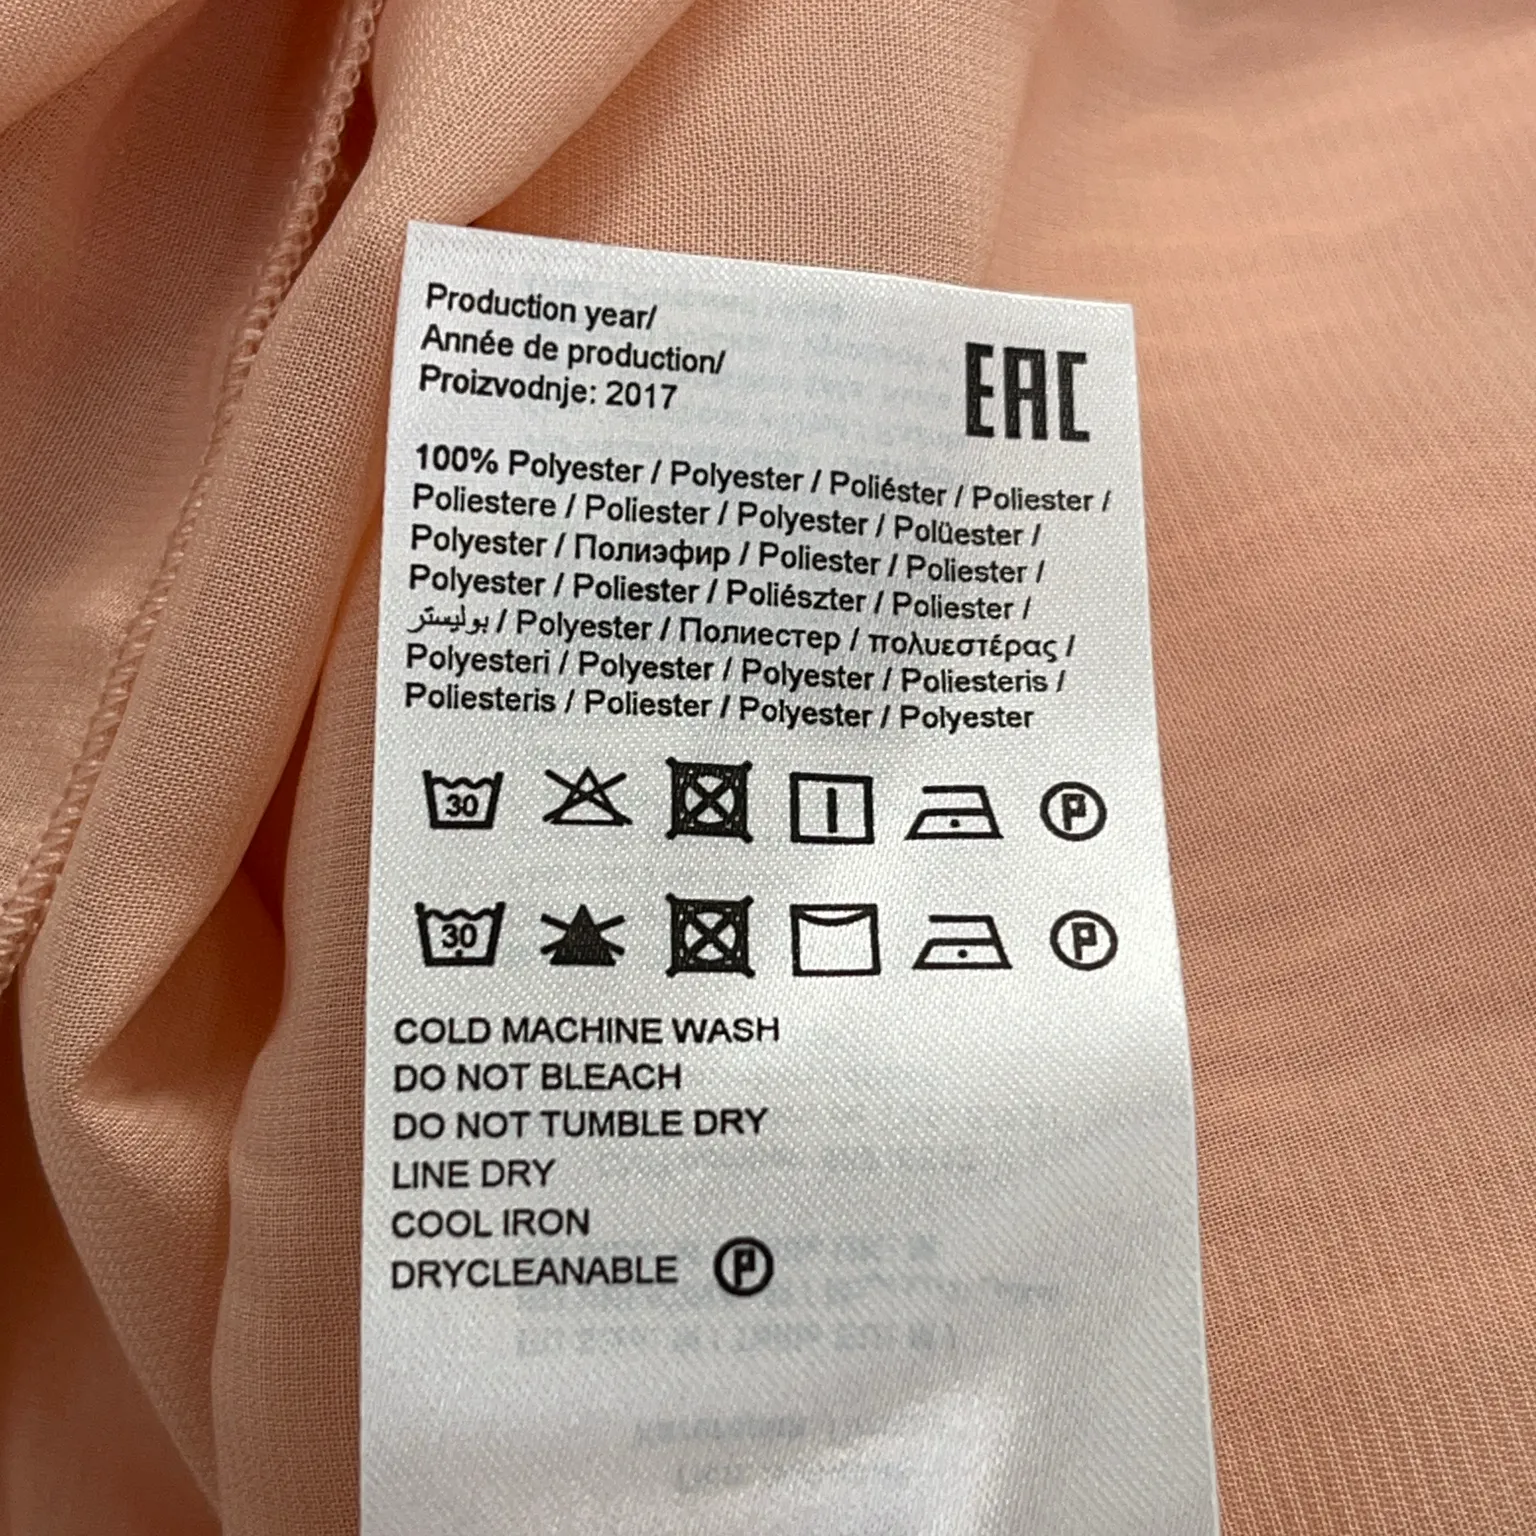 Production year/
Année de production/
Proizvodnje: 2017
EAC
100% Polyester / Polyester / Poliéster / Poliester /
Poliestere / Poliester / Polyester / Polüester /
Polyester / Полиэфир / Poliester / Poliester /
Polyester / Poliester / Poliészter / Poliester /
بوليستر / Polyester / Полиестер / πολυεστέρας /
Polyesteri / Polyester / Polyester / Poliesteris /
Poliesteris / Poliester / Polyester / Polyester
30 P
30 P
COLD MACHINE WASH
DO NOT BLEACH
DO NOT TUMBLE DRY
LINE DRY
COOL IRON
DRYCLEANABLE P